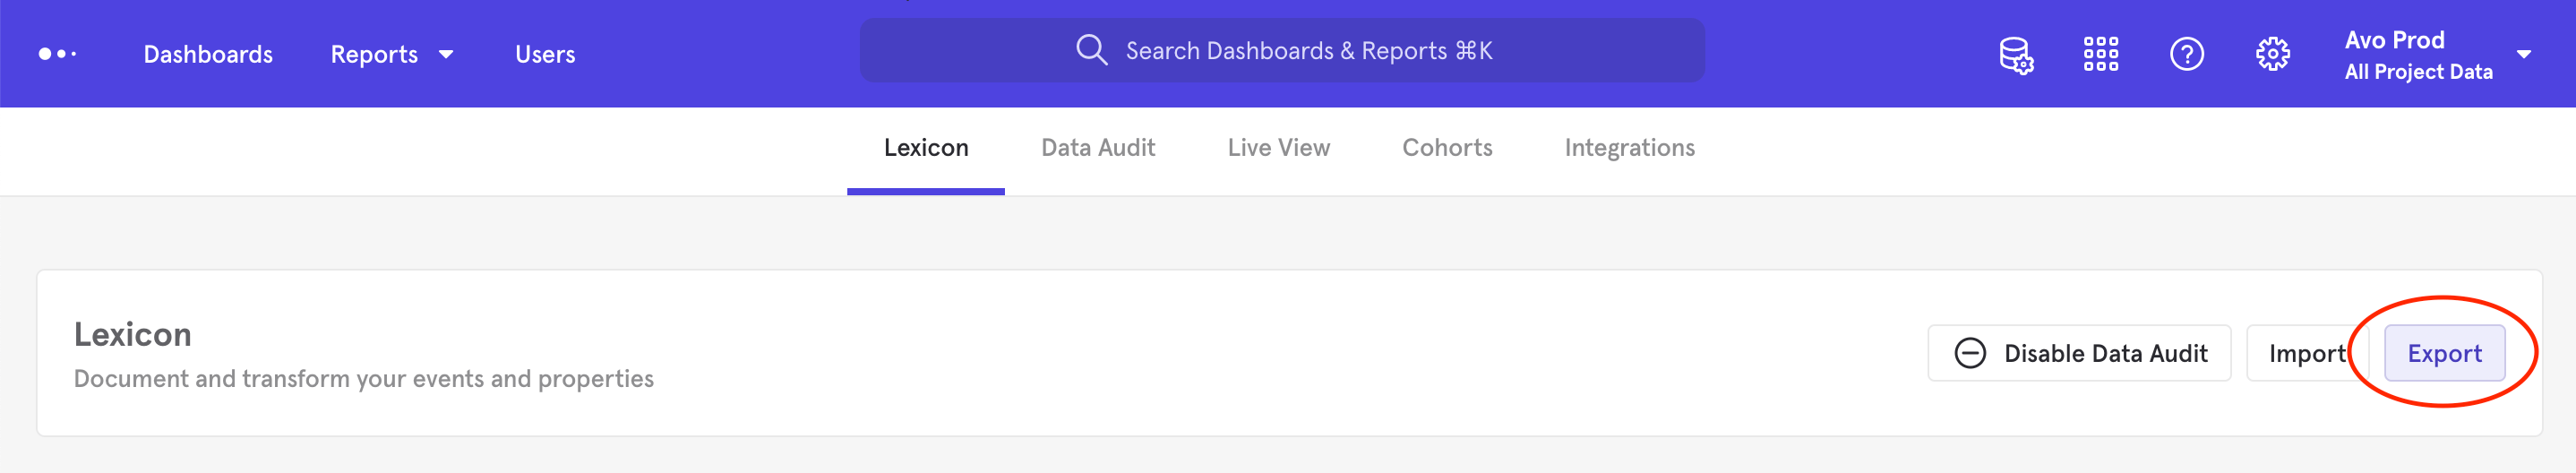 Dashboards Reports Users Search Dashboards & Reports ⌘K Avo Prod
All Project Data
Lexicon Data Audit Live View Cohorts Integrations
Lexicon
Document and transform your events and properties
Disable Data Audit Import Export